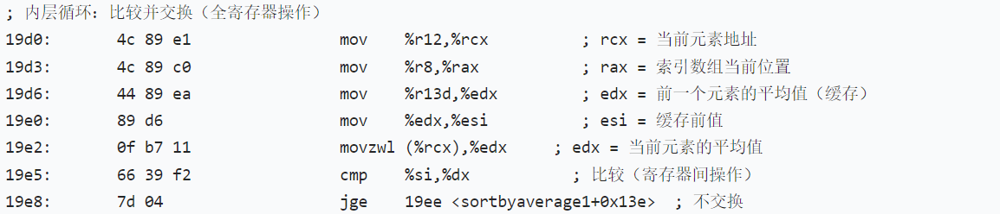 ; 内层循环：比较并交换（全寄存器操作）
19d0: 4c 89 e1 mov %r12,%rcx ; rcx = 当前元素地址
19d3: 4c 89 c0 mov %r8,%rax ; rax = 索引数组当前位置
19d6: 44 89 ea mov %r13d,%edx ; edx = 前一个元素的平均值（缓存）
19e0: 89 d6 mov %edx,%esi ; esi = 缓存前值
19e2: 0f b7 11 movzwl (%rcx),%edx ; edx = 当前元素的平均值
19e5: 66 39 f2 cmp %si,%dx ; 比较（寄存器间操作）
19e8: 7d 04 jge 19ee <sortbyaverage1+0x13e> ; 不交换